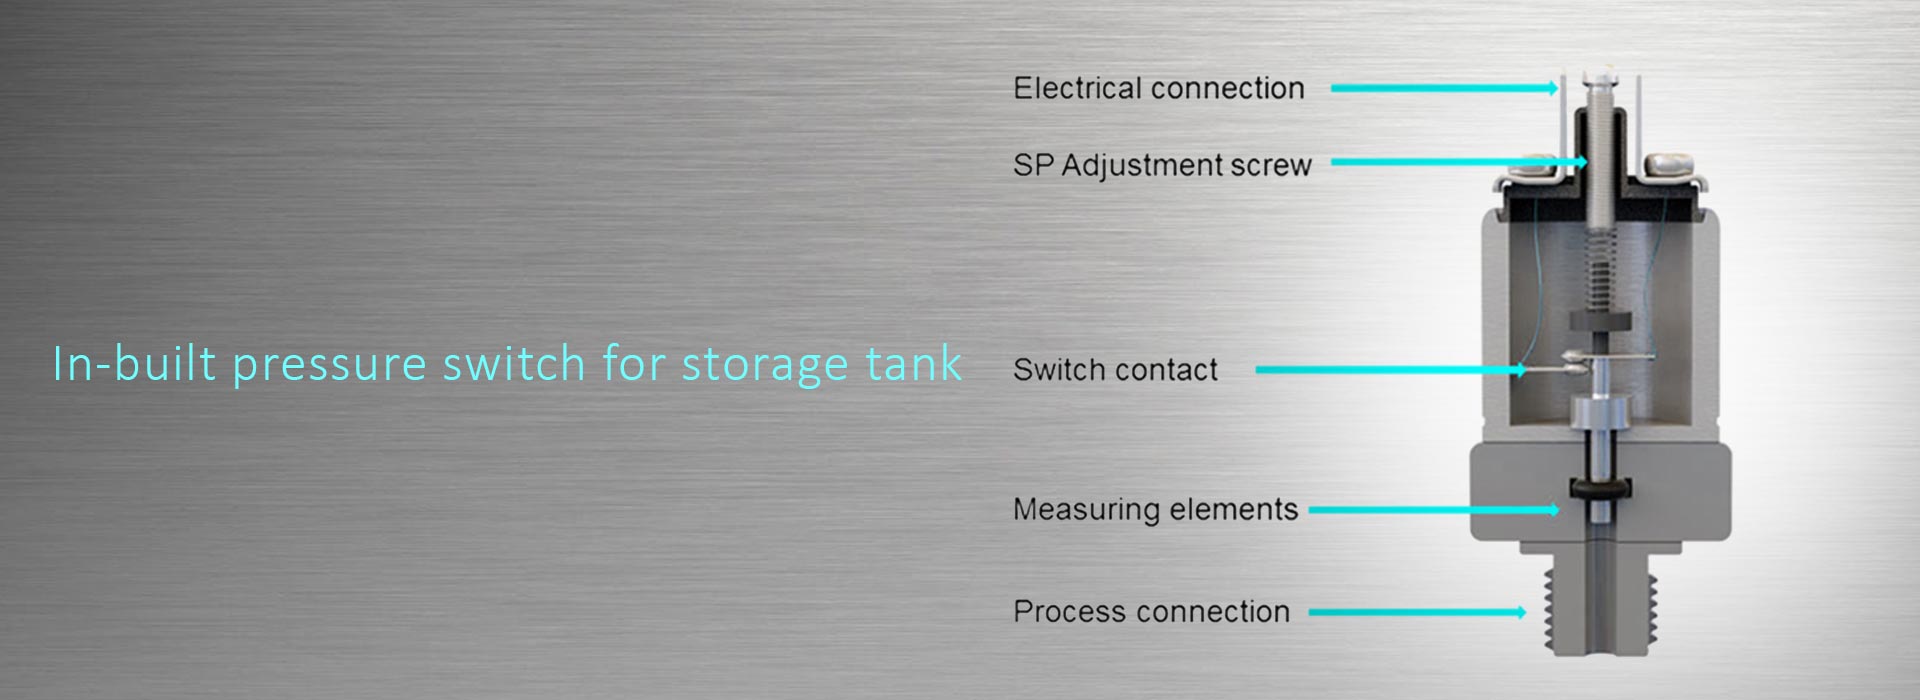 In-built pressure switch for storage tank
Electrical connection
SP Adjustment screw
Switch contact
Measuring elements
Process connection